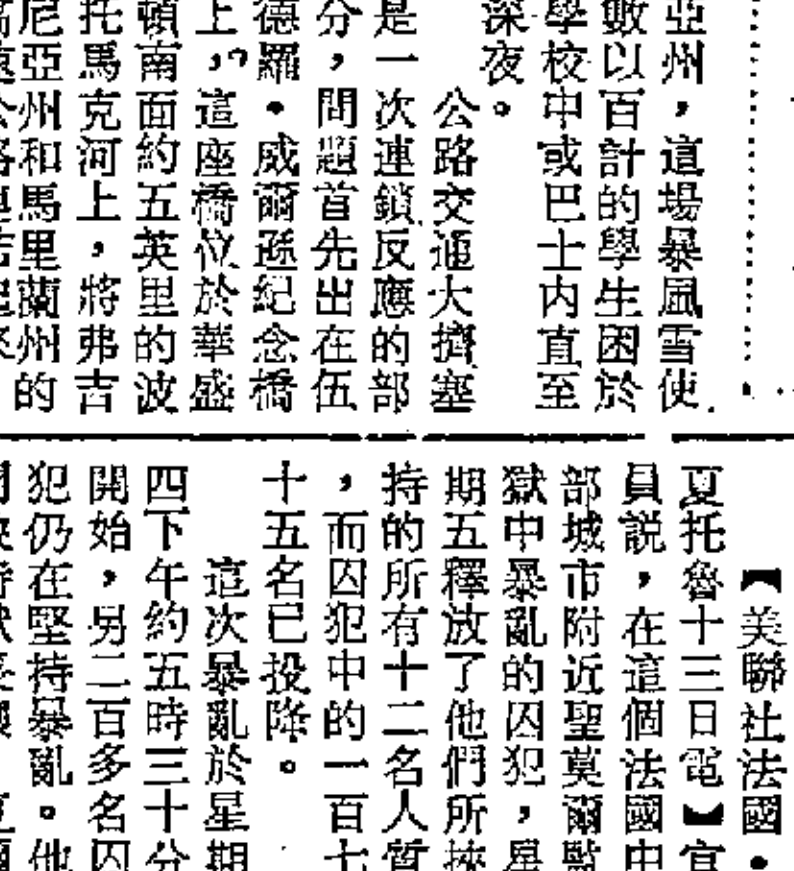 亞州，這場暴風雪使
數以百計的學生困於
學校中或巴士内直至
深夜。
公路交通大擠塞
是一次連鎖反應的部
分，問題首先出在伍
德羅·威爾遜紀念橋
上，這座橋位於華盛
頓南面約五英里的波
托馬克河上，將弗吉
尼亞州和馬里蘭州的
【美聯社法國·
夏托魯十三日電】官
員説，在這個法國中
部城市附近聖莫爾監
獄中暴亂的囚犯，星
期五釋放了他們所挾
持的所有十二名人質
，而囚犯中的一百七
十五名已投降。
這次暴亂於星期
四下午約五時三十分
開始，另二百多名囚
犯仍在堅持暴亂。他